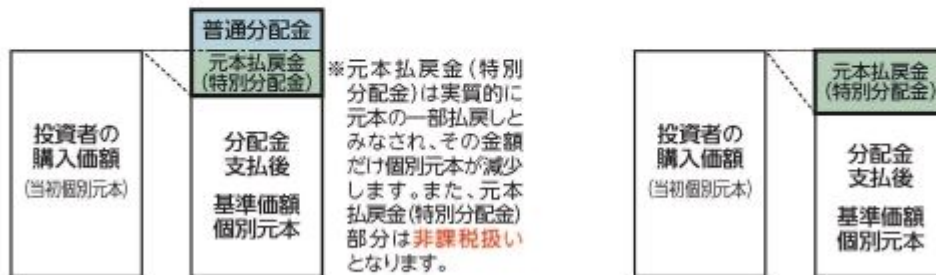 普通分配金
元本払戻金
(特別分配金)
投資者の
購入価額
(当初個別元本)
分配金
支払後
基準価額
個別元本
※元本払戻金(特別
分配金)は実質的に
元本の一部払戻しと
みなされ、その金額
だけ個別元本が減少
します。また、元本
払戻金(特別分配金)
部分は非課税扱い
となります。
投資者の
購入価額
(当初個別元本)
元本払戻金
(特別分配金)
分配金
支払後
基準価額
個別元本